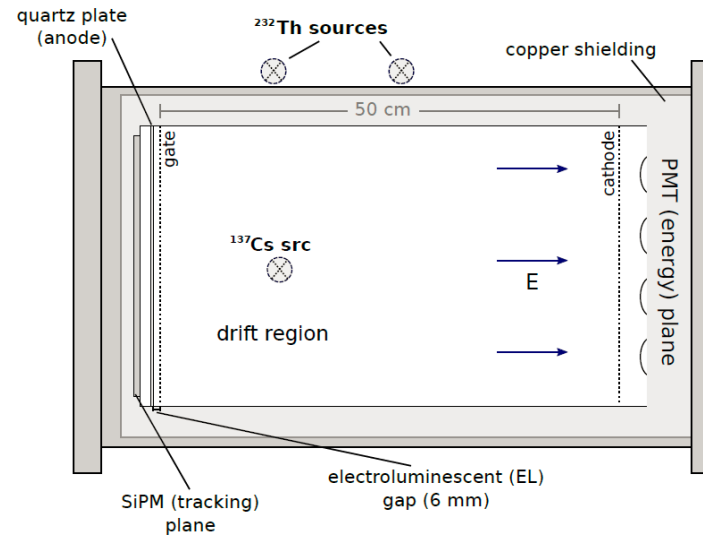 quartz plate
(anode)
²³²Th sources
copper shielding
50 cm
gate
cathode
PMT (energy) plane
¹³⁷Cs src
E
drift region
electroluminescent (EL)
gap (6 mm)
SiPM (tracking)
plane